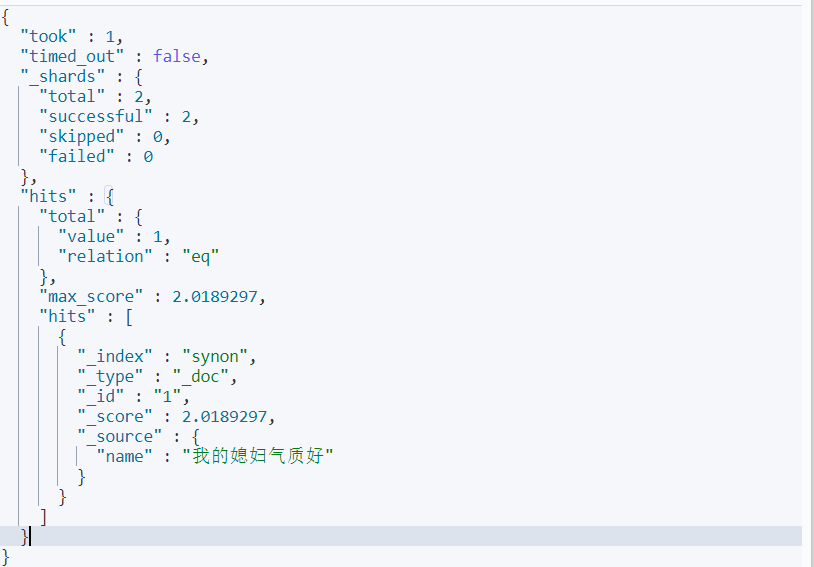 {
  "took" : 1,
  "timed_out" : false,
  "_shards" : {
    "total" : 2,
    "successful" : 2,
    "skipped" : 0,
    "failed" : 0
  },
  "hits" : {
    "total" : {
      "value" : 1,
      "relation" : "eq"
    },
    "max_score" : 2.0189297,
    "hits" : [
      {
        "_index" : "synon",
        "_type" : "_doc",
        "_id" : "1",
        "_score" : 2.0189297,
        "_source" : {
          "name" : "我的媳妇气质好"
        }
      }
    ]
  }
}